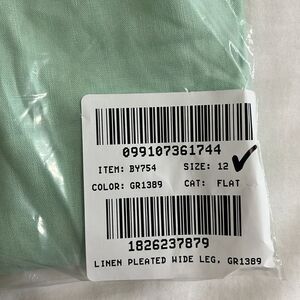 099107361744
ITEM: BY754 SIZE: 12
COLOR: GR1389 CAT: FLAT
1826237879
LINEN PLEATED WIDE LEG, GR1389